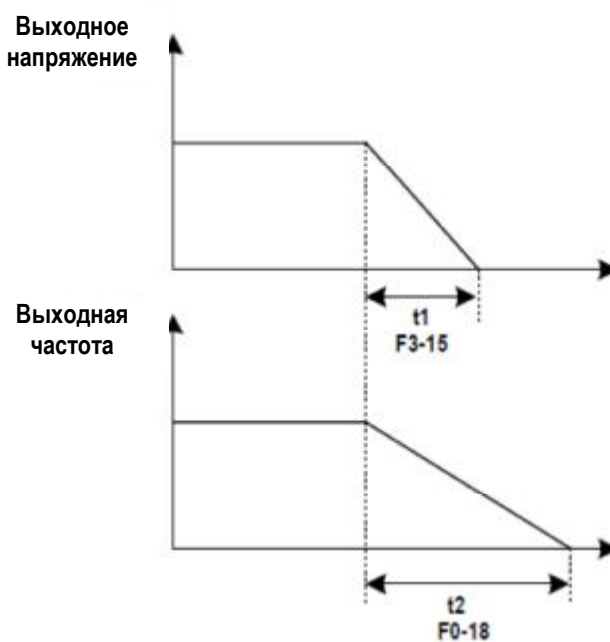 Выходное
напряжение
t1
F3-15
Выходная
частота
t2
F0-18